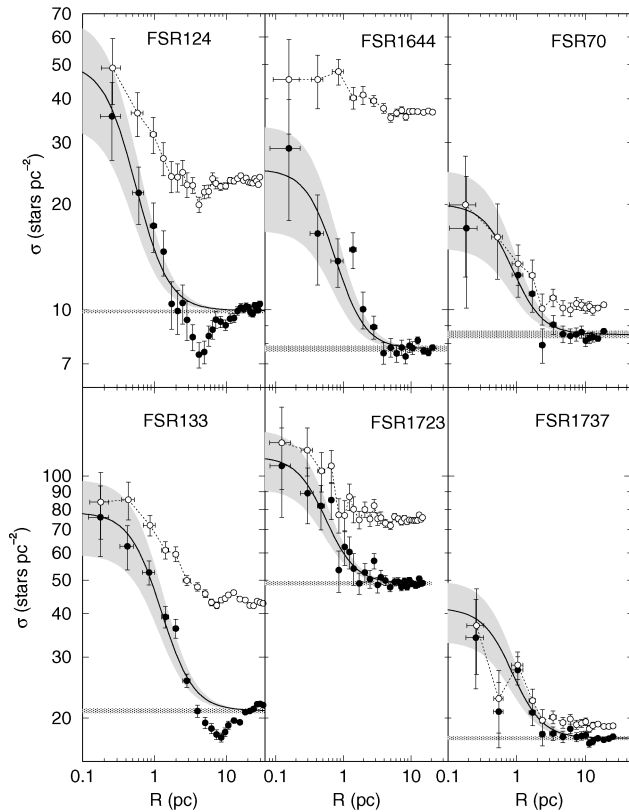 FSR124
FSR1644
FSR70
70
60
50
40
30
20
10
7
σ (stars pc⁻²)
FSR133
FSR1723
FSR1737
100
90
80
70
60
50
40
30
20
σ (stars pc⁻²)
0.1 1 10 0.1 1 10 0.1 1 10
R (pc) R (pc) R (pc)